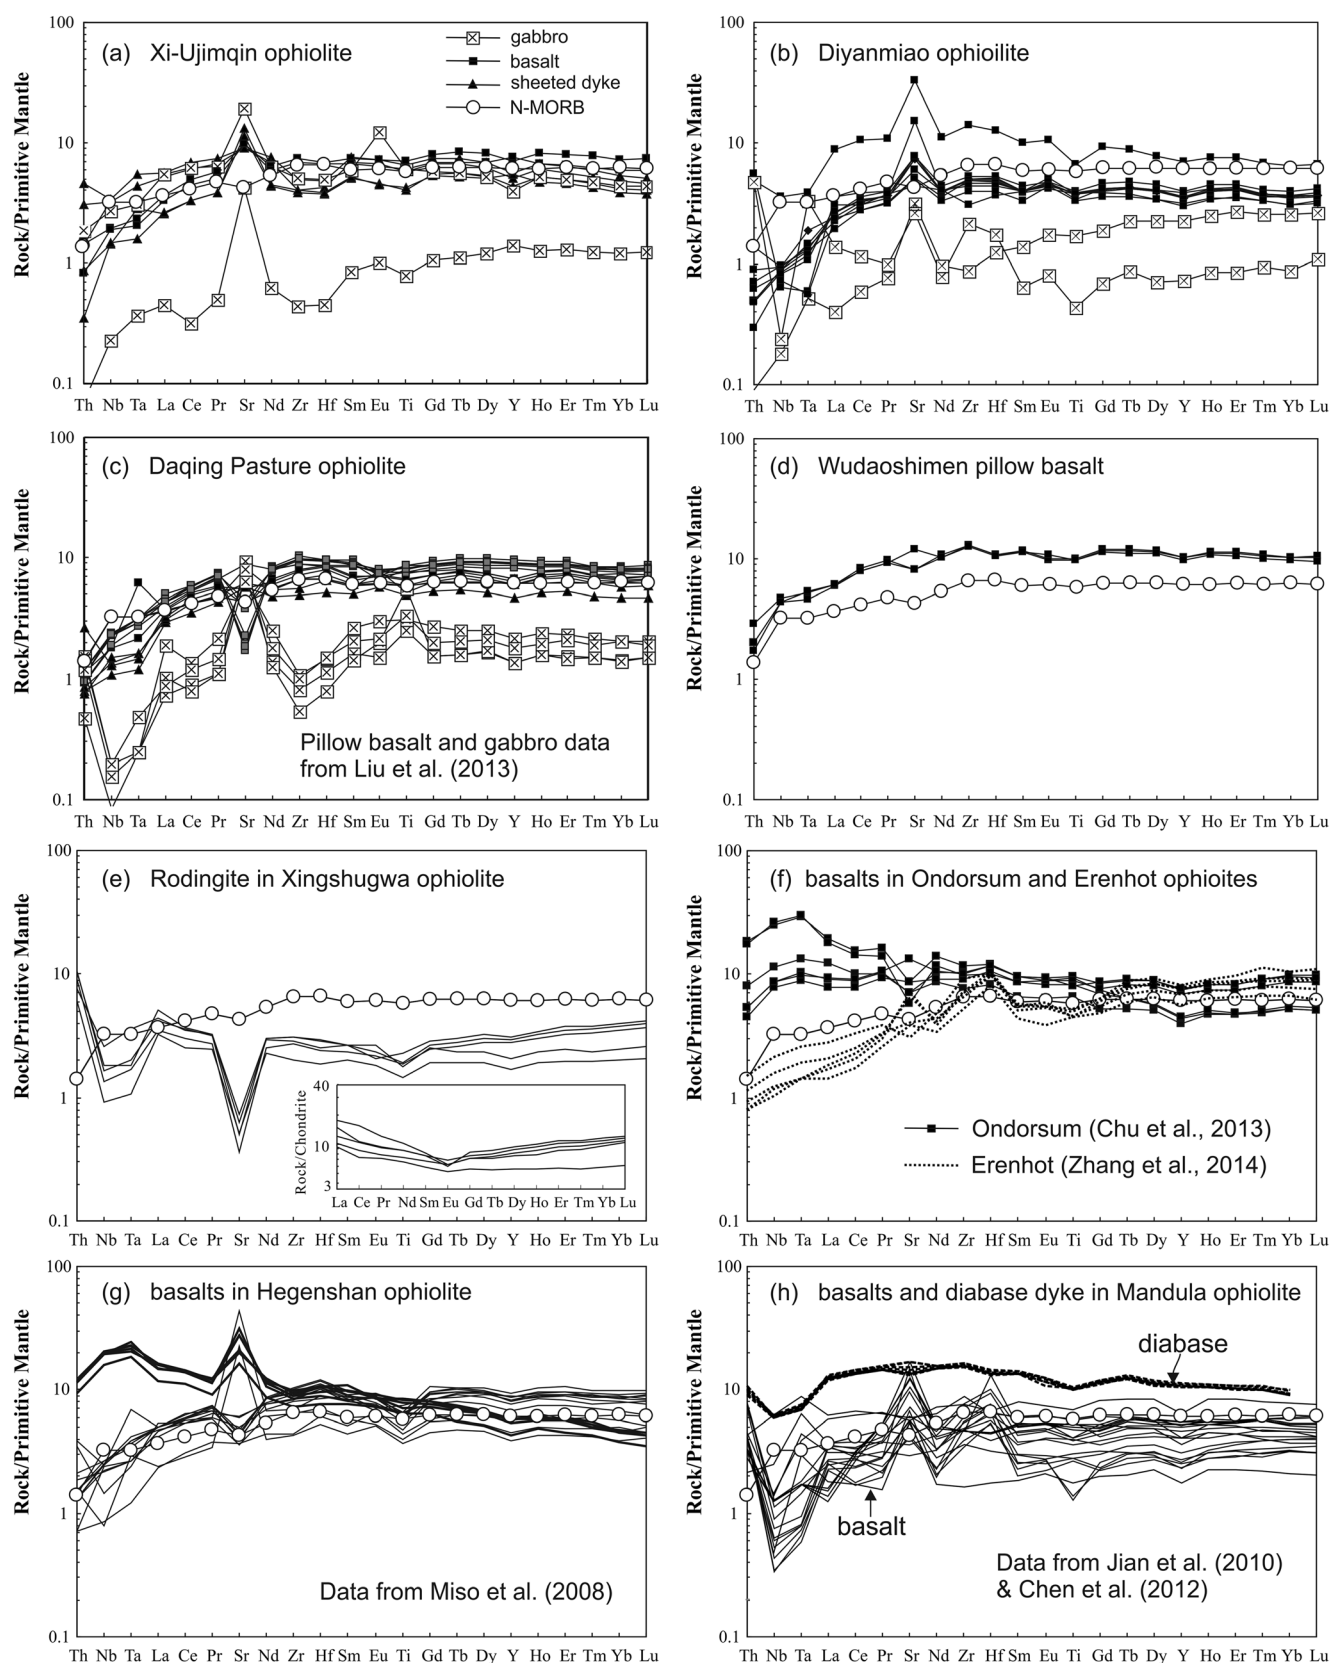 (a) Xi-Ujimqin ophiolite
gabbro
basalt
sheeted dyke
N-MORB
Rock/Primitive Mantle
100
10
1
0.1
Th Nb Ta La Ce Pr Sr Nd Zr Hf Sm Eu Ti Gd Tb Dy Y Ho Er Tm Yb Lu
(b) Diyanmiao ophioilite
Rock/Primitive Mantle
100
10
1
0.1
Th Nb Ta La Ce Pr Sr Nd Zr Hf Sm Eu Ti Gd Tb Dy Y Ho Er Tm Yb Lu
(c) Daqing Pasture ophiolite
Rock/Primitive Mantle
100
10
1
0.1
Pillow basalt and gabbro data
from Liu et al. (2013)
Th Nb Ta La Ce Pr Sr Nd Zr Hf Sm Eu Ti Gd Tb Dy Y Ho Er Tm Yb Lu
(d) Wudaoshimen pillow basalt
Rock/Primitive Mantle
100
10
1
0.1
Th Nb Ta La Ce Pr Sr Nd Zr Hf Sm Eu Ti Gd Tb Dy Y Ho Er Tm Yb Lu
(e) Rodingite in Xingshugwa ophiolite
Rock/Primitive Mantle
100
10
1
0.1
Rock/Chondrite
40
10
3
La Ce Pr Nd Sm Eu Gd Tb Dy Ho Er Tm Yb Lu
Th Nb Ta La Ce Pr Sr Nd Zr Hf Sm Eu Ti Gd Tb Dy Y Ho Er Tm Yb Lu
(f) basalts in Ondorsum and Erenhot ophioites
Rock/Primitive Mantle
100
10
1
0.1
Ondorsum (Chu et al., 2013)
Erenhot (Zhang et al., 2014)
Th Nb Ta La Ce Pr Sr Nd Zr Hf Sm Eu Ti Gd Tb Dy Y Ho Er Tm Yb Lu
(g) basalts in Hegenshan ophiolite
Rock/Primitive Mantle
100
10
1
0.1
Data from Miso et al. (2008)
Th Nb Ta La Ce Pr Sr Nd Zr Hf Sm Eu Ti Gd Tb Dy Y Ho Er Tm Yb Lu
(h) basalts and diabase dyke in Mandula ophiolite
Rock/Primitive Mantle
100
10
1
0.1
diabase
basalt
Data from Jian et al. (2010)
& Chen et al. (2012)
Th Nb Ta La Ce Pr Sr Nd Zr Hf Sm Eu Ti Gd Tb Dy Y Ho Er Tm Yb Lu